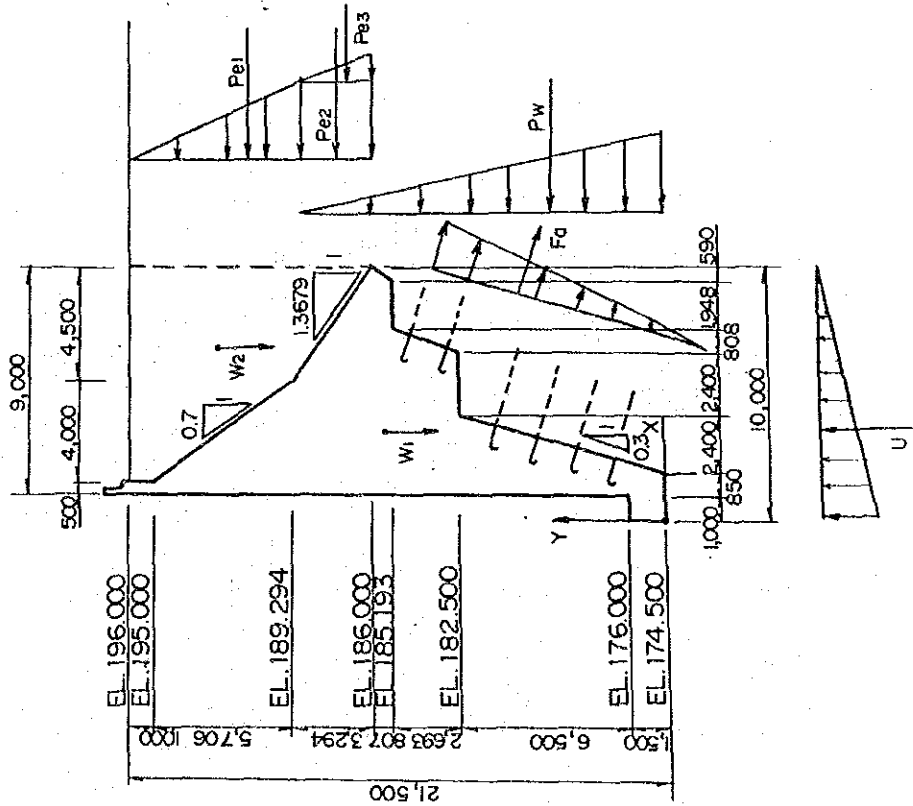 9,000
500
4,000
4,500
Pe1
Pe2
Pe3
1
0.7
1
1.3679
W2
W1
Pw
Fa
1
0.3
X
Y
EL.196.000
EL.195.000
EL.189.294
EL.186.000
EL.185.193
EL.182.500
EL.176.000
EL.174.500
1,000
5,706
3,294
807
2,693
6,500
1,500
21,500
1,000
850
2,400
2,400
808
1,948
590
10,000
U